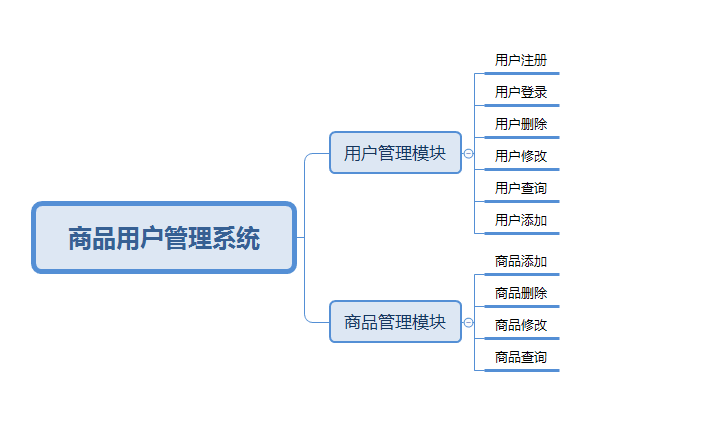 商品用户管理系统
用户管理模块
用户注册
用户登录
用户删除
用户修改
用户查询
用户添加
商品管理模块
商品添加
商品删除
商品修改
商品查询